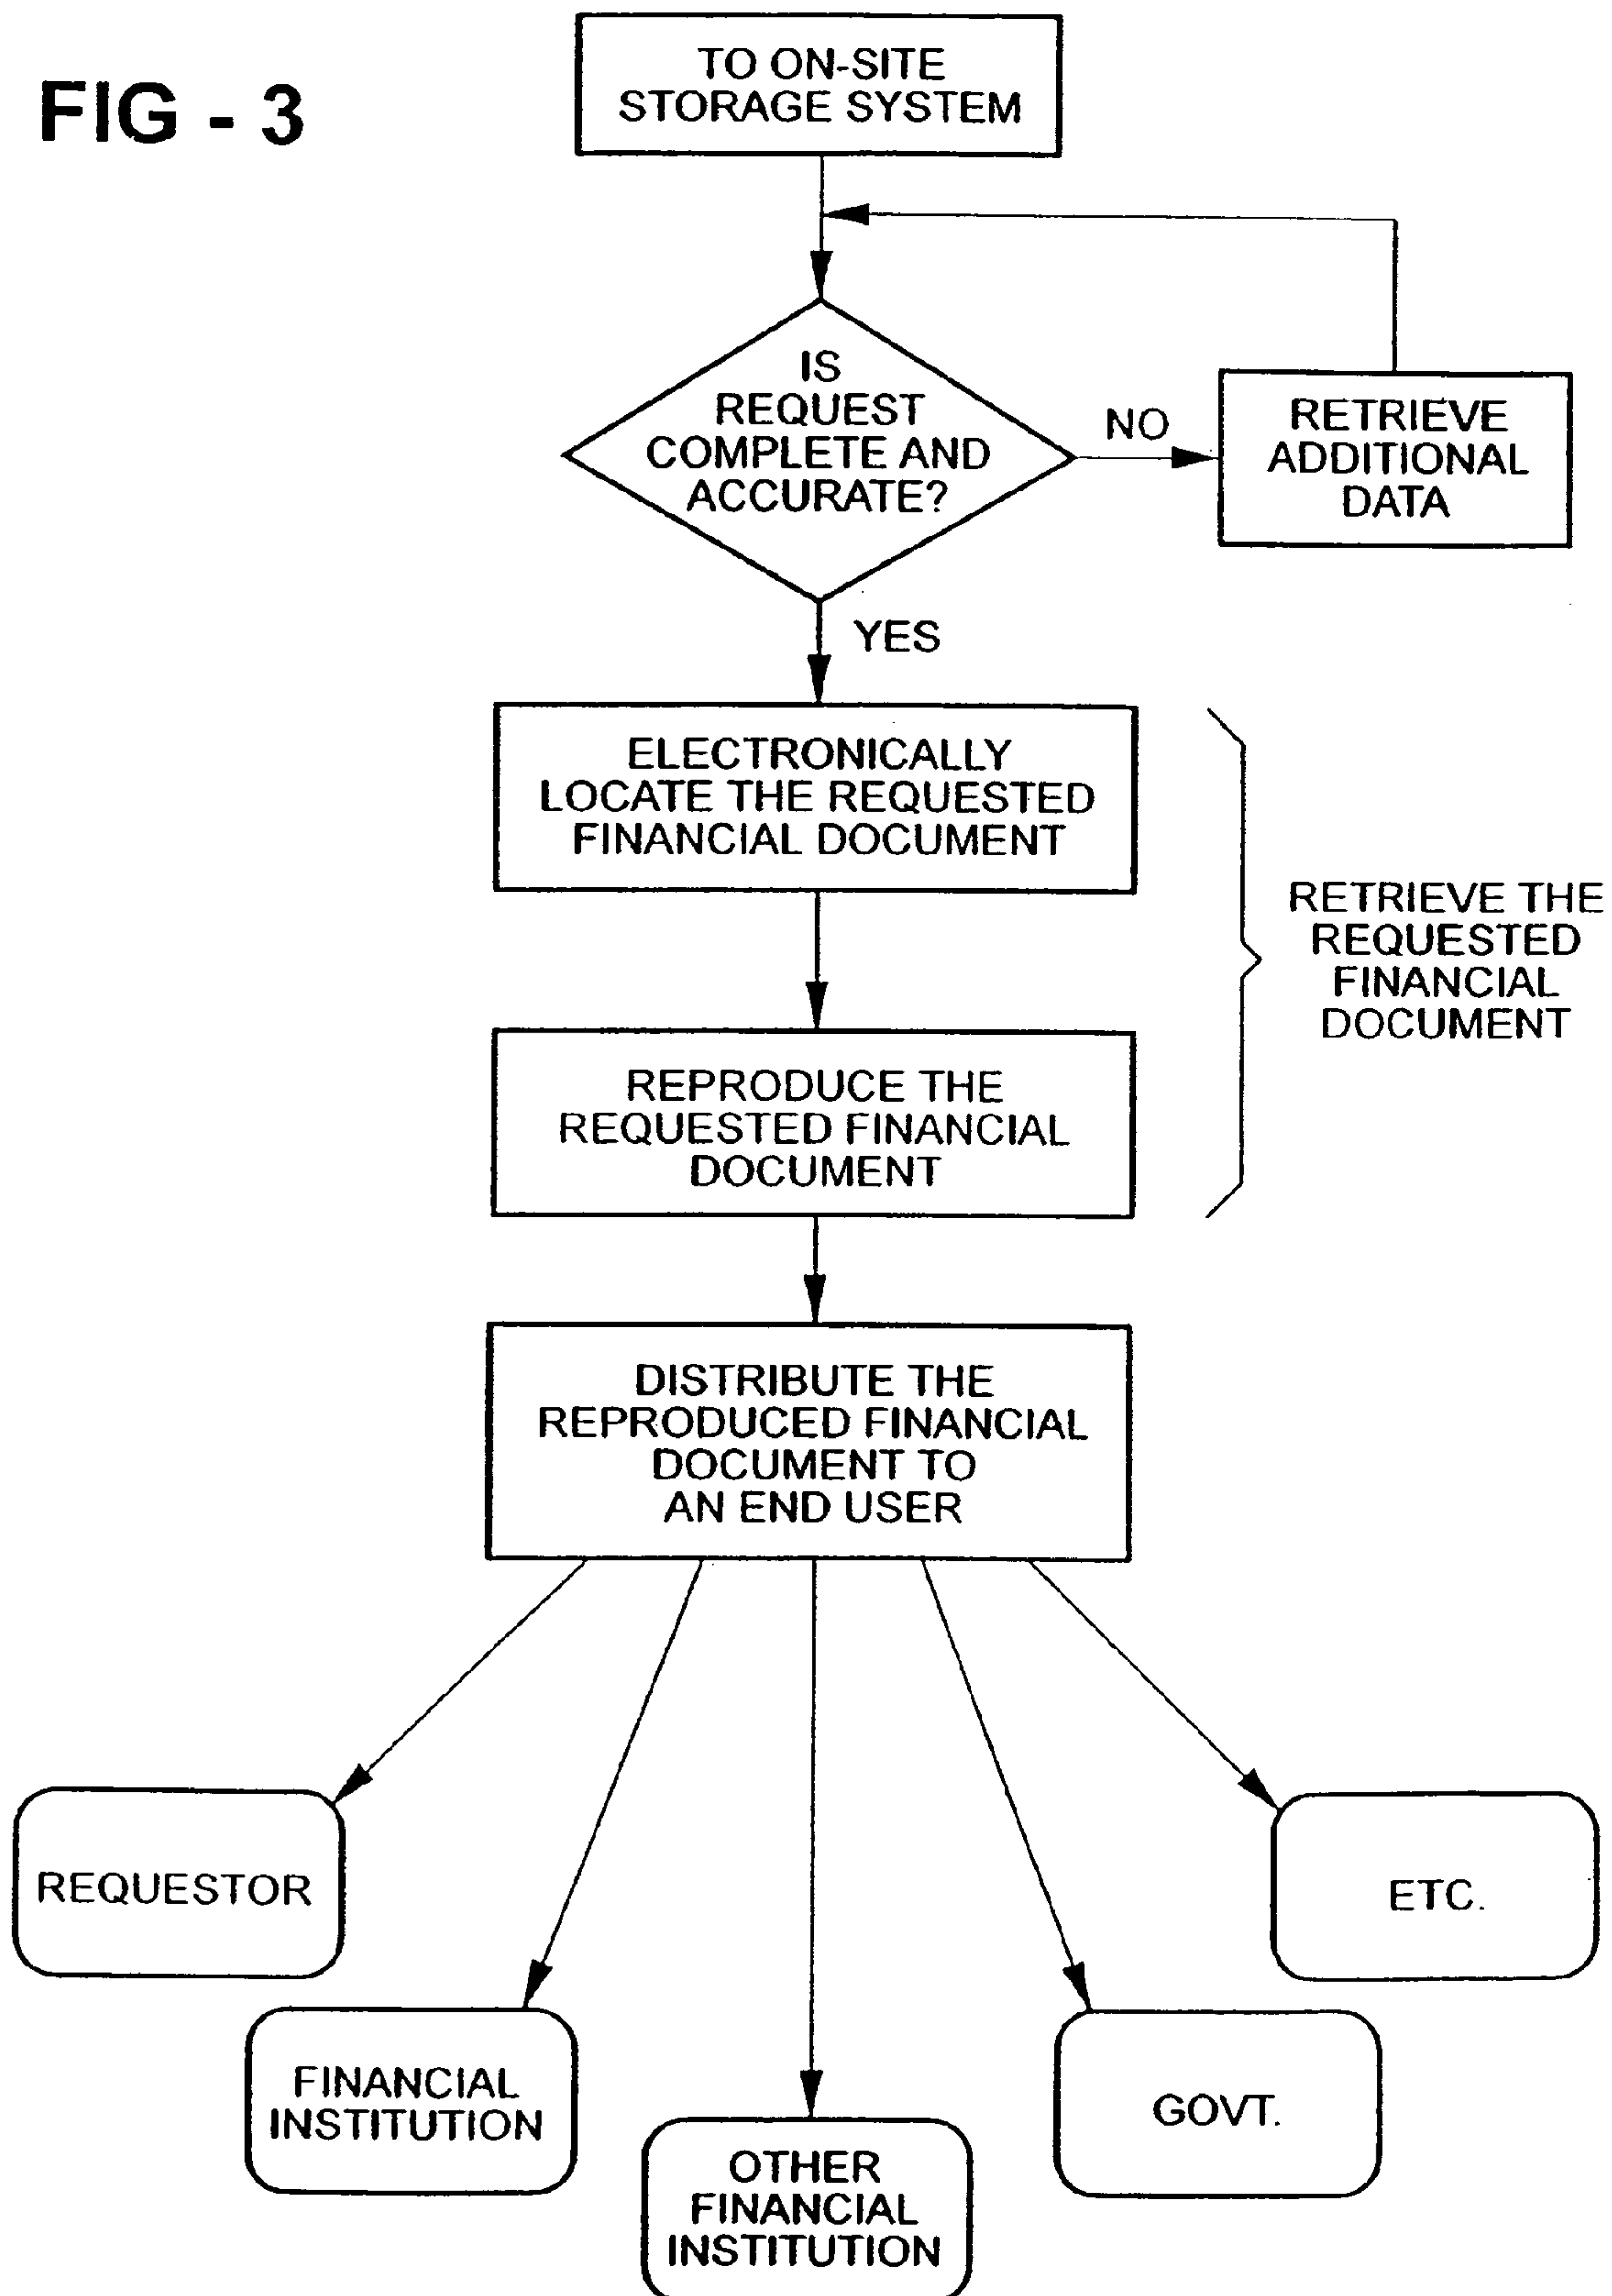 FIG - 3
TO ON-SITE
STORAGE SYSTEM
IS
REQUEST
COMPLETE AND
ACCURATE?
NO
RETRIEVE
ADDITIONAL
DATA
YES
ELECTRONICALLY
LOCATE THE REQUESTED
FINANCIAL DOCUMENT
RETRIEVE THE
REQUESTED
FINANCIAL
DOCUMENT
REPRODUCE THE
REQUESTED FINANCIAL
DOCUMENT
DISTRIBUTE THE
REPRODUCED FINANCIAL
DOCUMENT TO
AN END USER
REQUESTOR
FINANCIAL
INSTITUTION
OTHER
FINANCIAL
INSTITUTION
GOVT.
ETC.